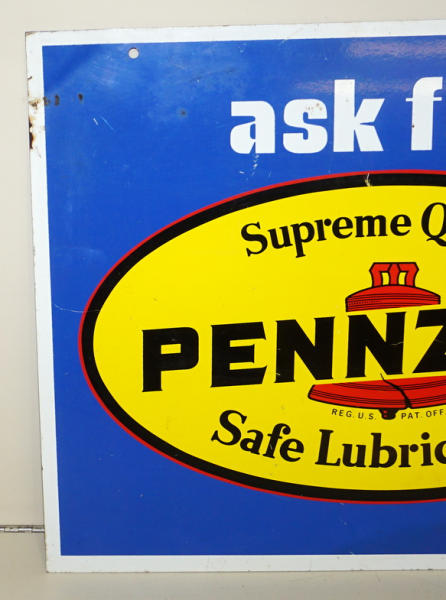 ask f
Supreme Q
PENNZ
REG. U.S. PAT. OFF.
Safe Lubric